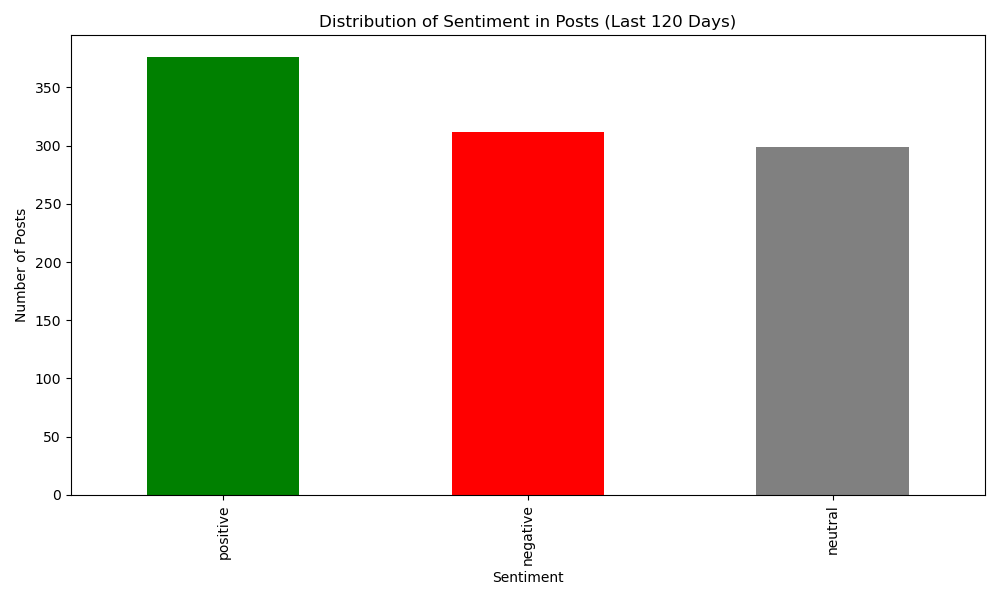 Distribution of Sentiment in Posts (Last 120 Days)
Number of Posts
350
300
250
200
150
100
50
0
positive
negative
neutral
Sentiment